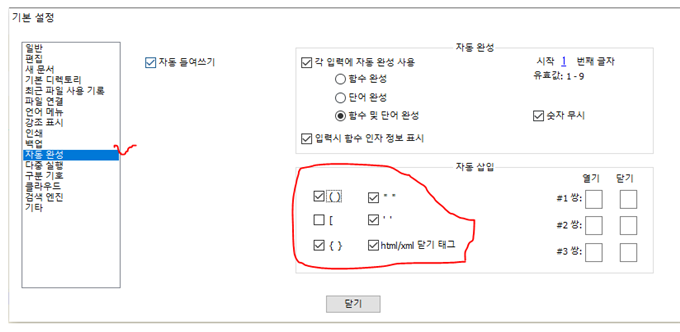 기본 설정
일반
편집
새 문서
기본 디렉토리
최근 파일 사용 기록
파일 연결
언어 메뉴
강조 표시
인쇄
백업
자동 완성
다중 실행
구분 기호
클라우드
검색 엔진
기타
자동 들여쓰기
자동 완성
각 입력에 자동 완성 사용
함수 완성
단어 완성
함수 및 단어 완성
입력시 함수 인자 정보 표시
시작 1 번째 글자
유효값: 1 - 9
숫자 무시
자동 삽입
( ) " "
[ ' '
{ } html/xml 닫기 태그
열기 닫기
#1 쌍:
#2 쌍:
#3 쌍:
닫기